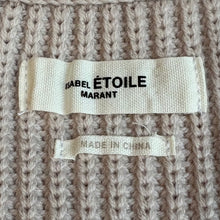 ISABEL ÉTOILE
MARANT
MADE IN CHINA